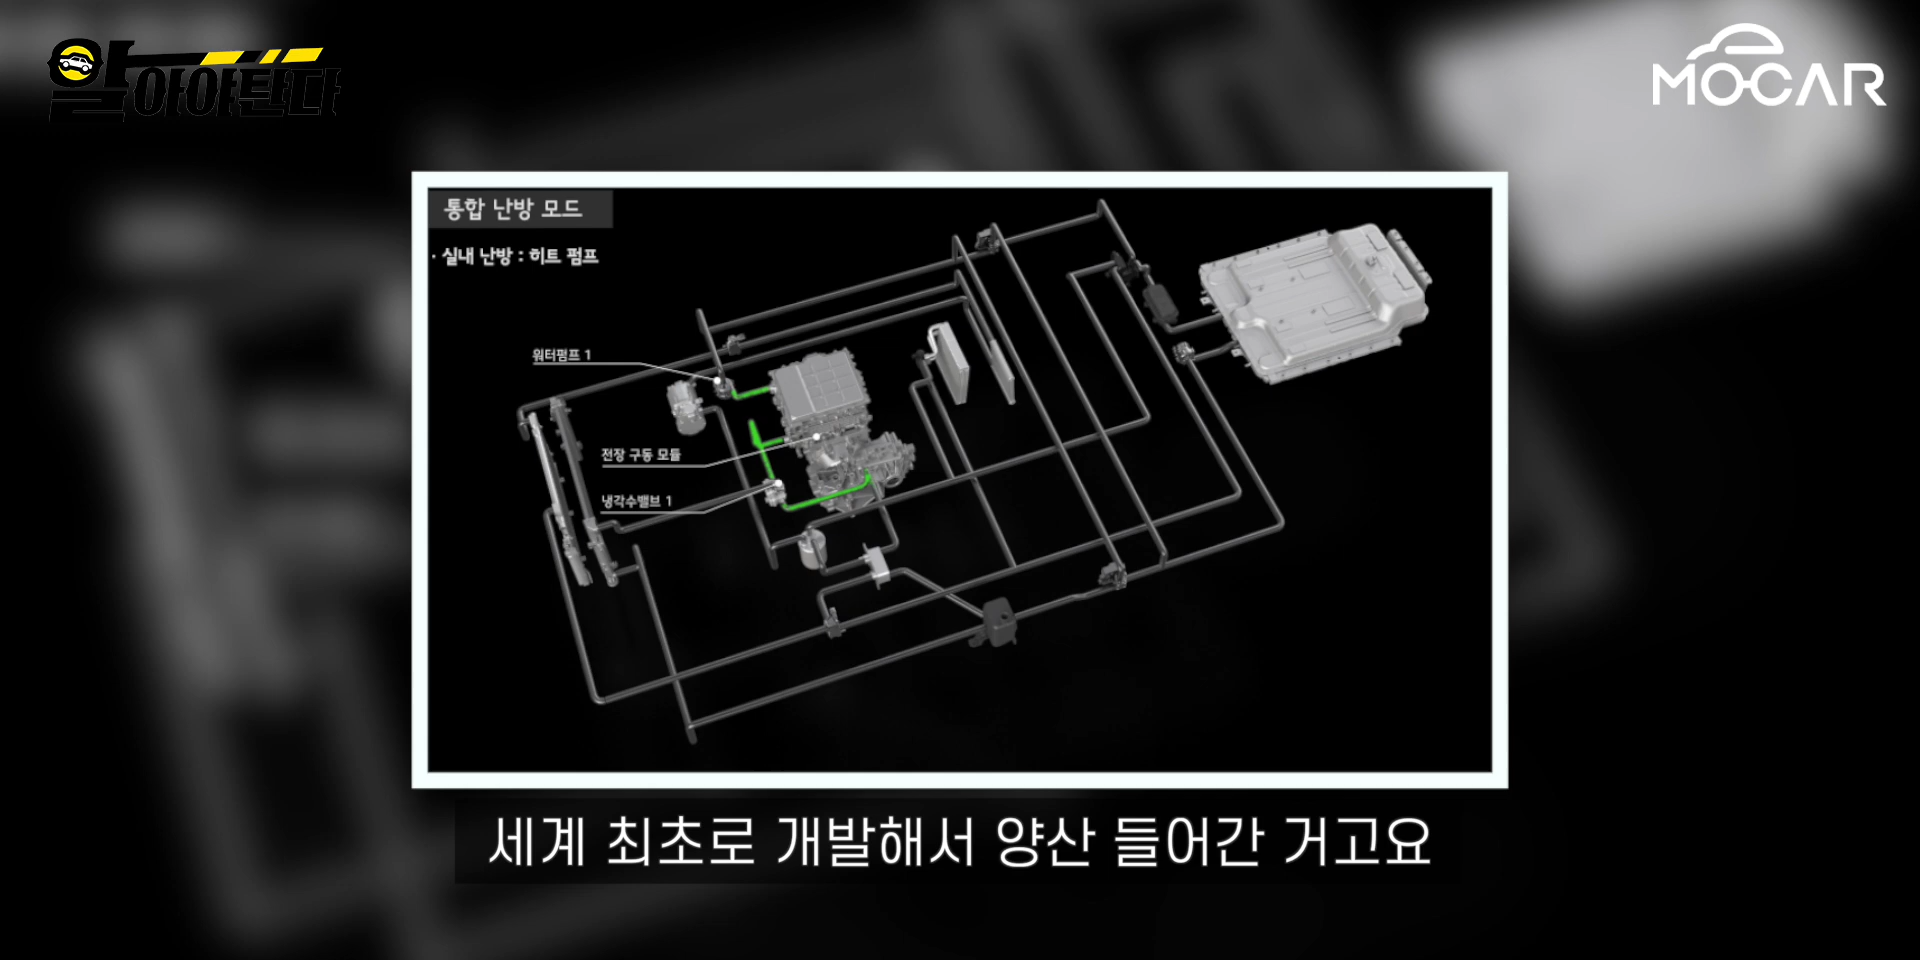 알아야탄다
MOCAR
통합 난방 모드
· 실내 난방 : 히트 펌프
워터펌프 1
전장 구동 모듈
냉각수밸브 1
세계 최초로 개발해서 양산 들어간 거고요